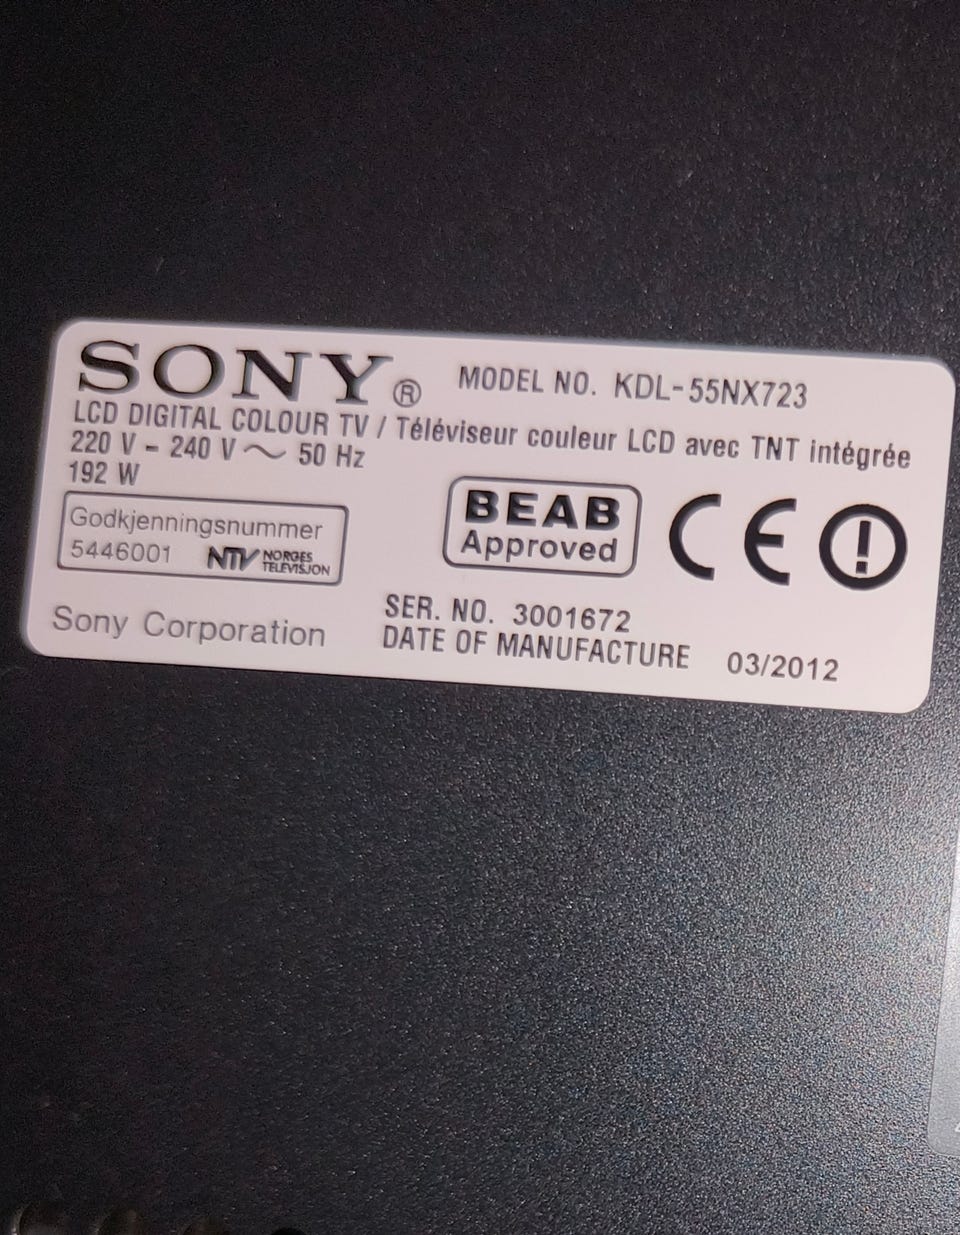 SONY® MODEL NO. KDL-55NX723
LCD DIGITAL COLOUR TV / Téléviseur couleur LCD avec TNT intégrée
220 V - 240 V ~ 50 Hz
192 W
Godkjenningsnummer
5446001 NTV NORGES TELEVISJON
BEAB
Approved
CE
Sony Corporation
SER. NO. 3001672
DATE OF MANUFACTURE 03/2012